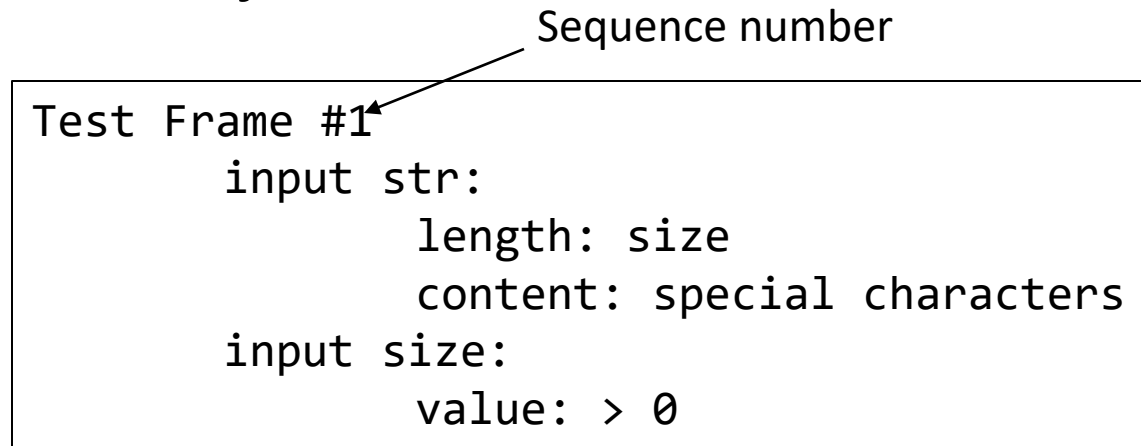 Sequence number
Test Frame #1
input str:
length: size
content: special characters
input size:
value: > 0